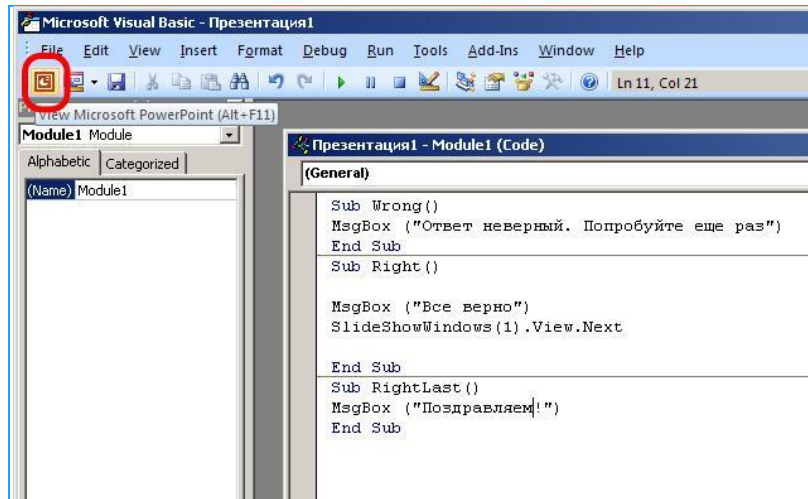 Microsoft Visual Basic - Презентация1
File Edit View Insert Format Debug Run Tools Add-Ins Window Help
Ln 11, Col 21
View Microsoft PowerPoint (Alt+F11)
Module1 Module
Alphabetic Categorized
(Name) Module1
Презентация1 - Module1 (Code)
(General)
Sub Wrong()
MsgBox ("Ответ неверный. Попробуйте еще раз")
End Sub
Sub Right()
MsgBox ("Все верно")
SlideShowWindows(1).View.Next
End Sub
Sub RightLast()
MsgBox ("Поздравляем!")
End Sub